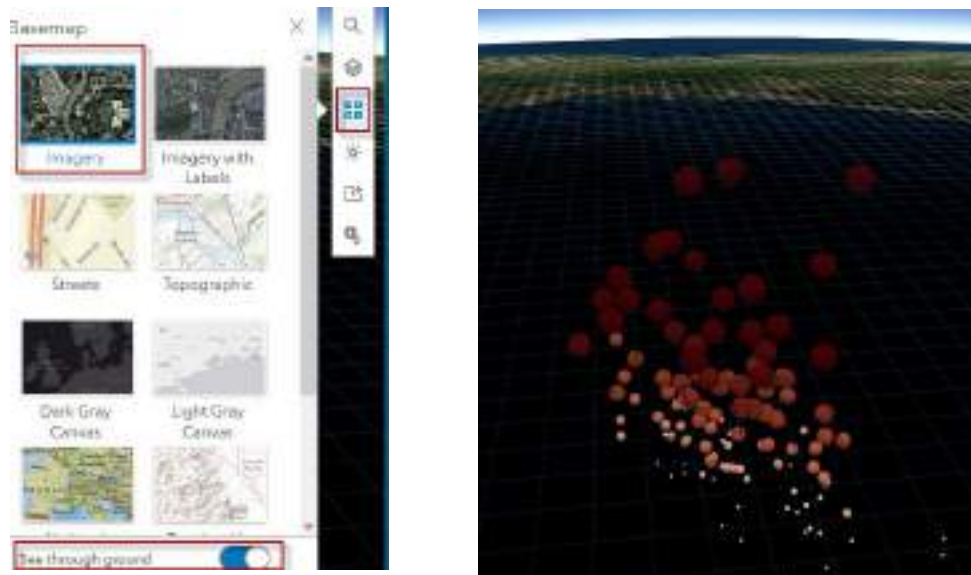 Basemap
Imagery
Imagery with
Labels
Streets
Topographic
Dark Gray
Canvas
Light Gray
Canvas
See through ground